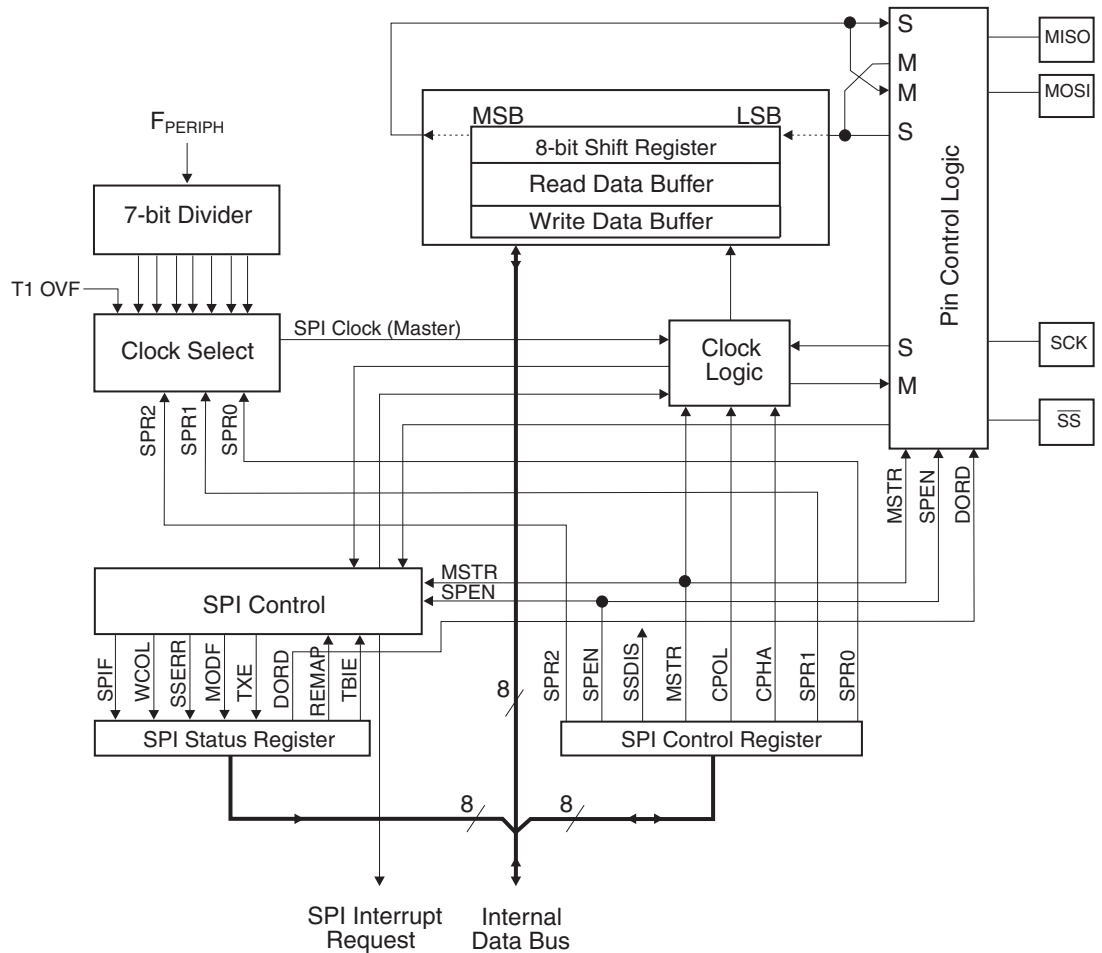 S
MISO
M
M
MOSI
MSB
LSB
S
F_PERIPH
8-bit Shift Register
Read Data Buffer
Write Data Buffer
7-bit Divider
Pin Control Logic
T1 OVF
SPI Clock (Master)
Clock Select
Clock
Logic
S
SCK
M
SPR2
SPR1
SPR0
S̅S̅
MSTR
SPEN
DORD
MSTR
SPEN
SPI Control
SPIF
WCOL
SSERR
MODF
TXE
DORD
REMAP
TBIE
8
SPR2
SPEN
SSDIS
MSTR
CPOL
CPHA
SPR1
SPR0
SPI Status Register
SPI Control Register
8
8
SPI Interrupt
Request
Internal
Data Bus